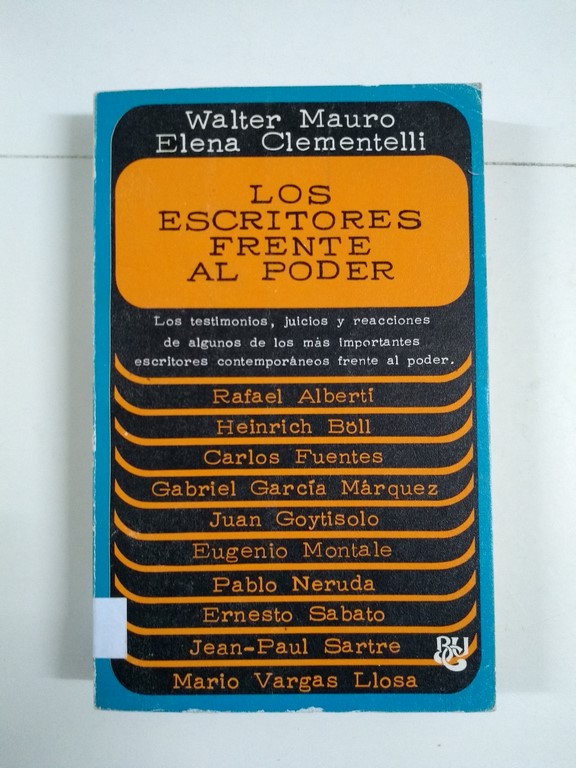 Walter Mauro
Elena Clementelli
LOS
ESCRITORES
FRENTE
AL PODER
Los testimonios, juicios y reacciones
de algunos de los más importantes
escritores contemporáneos frente al poder.
Rafael Alberti
Heinrich Böll
Carlos Fuentes
Gabriel García Márquez
Juan Goytisolo
Eugenio Montale
Pablo Neruda
Ernesto Sabato
Jean-Paul Sartre
Mario Vargas Llosa